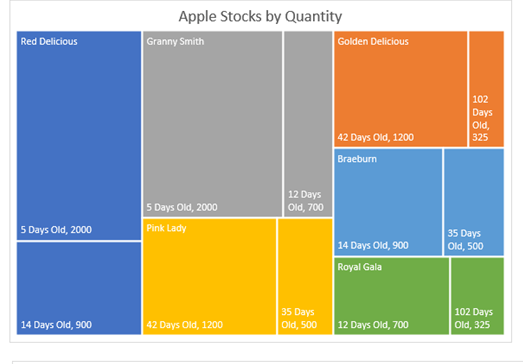 Apple Stocks by Quantity
Red Delicious
5 Days Old, 2000
14 Days Old, 900
Granny Smith
5 Days Old, 2000
12 Days
Old, 700
Pink Lady
42 Days Old, 1200
35 Days
Old, 500
Golden Delicious
42 Days Old, 1200
102
Days
Old,
325
Braeburn
14 Days Old, 900
35 Days
Old, 500
Royal Gala
12 Days Old, 700
102 Days
Old, 325